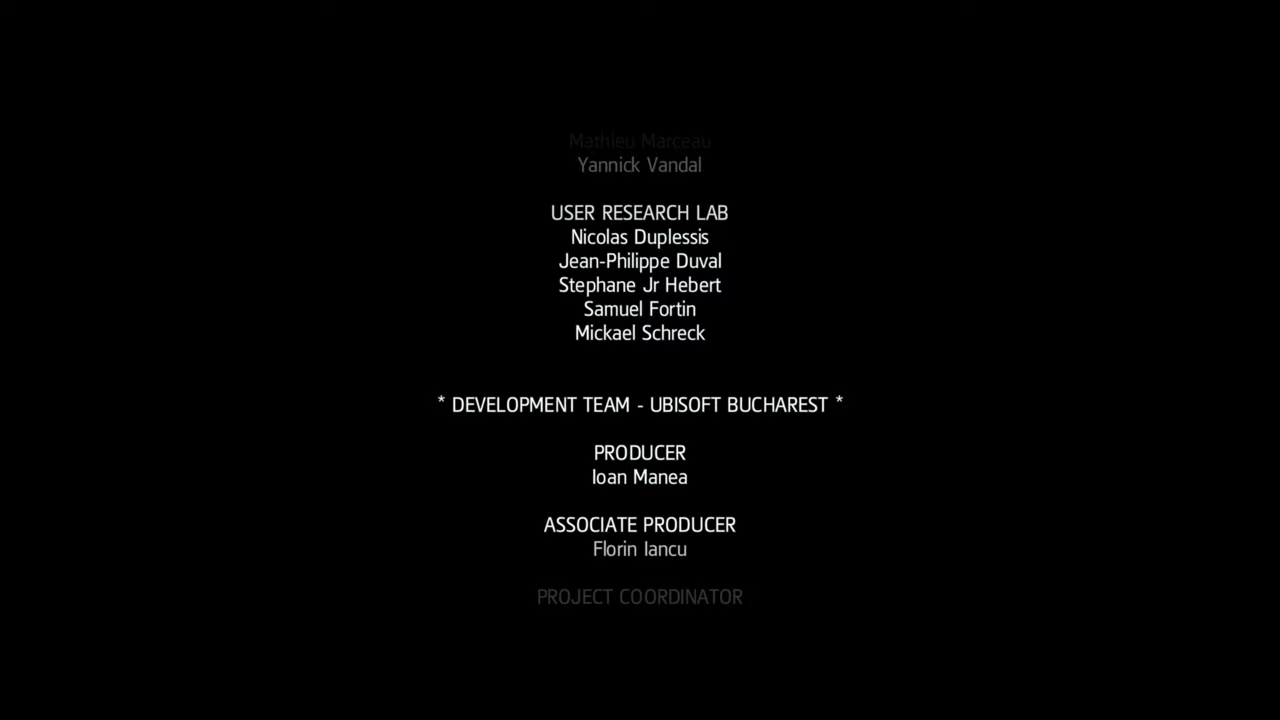 Mathieu Marceau
Yannick Vandal
USER RESEARCH LAB
Nicolas Duplessis
Jean-Philippe Duval
Stephane Jr Hebert
Samuel Fortin
Mickael Schreck
* DEVELOPMENT TEAM - UBISOFT BUCHAREST *
PRODUCER
Ioan Manea
ASSOCIATE PRODUCER
Florin Iancu
PROJECT COORDINATOR